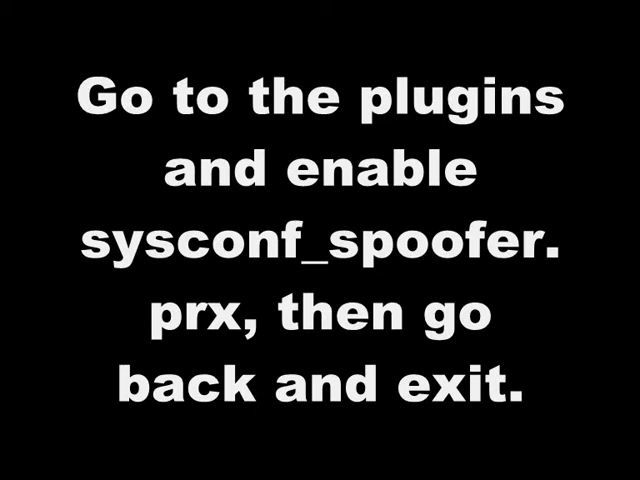 Go to the plugins
and enable
sysconf_spoofer.
prx, then go
back and exit.